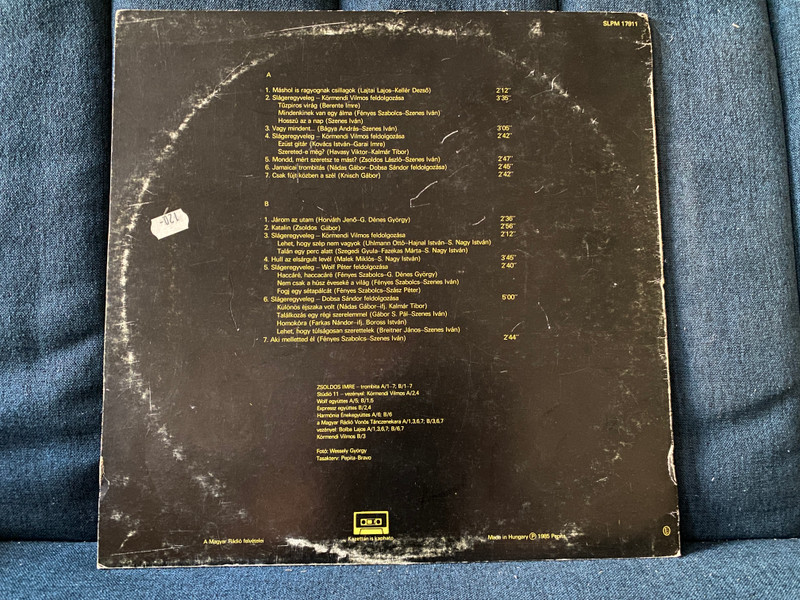 SLPM 17911
A
1. Máshol is ragyognak csillagok (Lajtai Lajos–Kellér Dezső) 2'12''
2. Slágeregyveleg – Körmendi Vilmos feldolgozása 3'35''
Tűzpiros virág (Berente Imre)
Mindenkinek van egy álma (Fényes Szabolcs–Szenes Iván)
Hosszú az a nap (Szenes Iván)
3. Vagy mindent... (Bágya András–Szenes Iván) 3'05''
4. Slágeregyveleg – Körmendi Vilmos feldolgozása 2'42''
Ezüst gitár (Kovács István–Garai Imre)
Szereted-e még? (Havasy Viktor–Kalmár Tibor)
5. Mondd, mért szeretsz te mást? (Zsoldos László–Szenes Iván) 2'47''
6. Jamaicai trombitás (Nádas Gábor–Dobsa Sándor feldolgozása) 2'45''
7. Csak fújt közben a szél (Knisch Gábor) 2'42''
B
1. Járom az utam (Horváth Jenő–G. Dénes György) 2'36''
2. Katalin (Zsoldos Gábor) 2'56''
3. Slágeregyveleg – Körmendi Vilmos feldolgozása 2'12''
Lehet, hogy szép nem vagyok (Uhlmann Ottó–Hajnal István–S. Nagy István)
Talán egy perc alatt (Szegedi Gyula–Fazekas Márta–S. Nagy István)
4. Hull az elsárgult levél (Malek Miklós–S. Nagy István) 3'45''
5. Slágeregyveleg – Wolf Péter feldolgozása 2'40''
Haccáré, haccacáré (Fényes Szabolcs–G. Dénes György)
Nem csak a húsz éveseké a világ (Fényes Szabolcs–Szenes Iván)
Fogj egy sétapálcát (Fényes Szabolcs–Szász Péter)
6. Slágeregyveleg – Dobsa Sándor feldolgozása 5'00''
Különös éjszaka volt (Nádas Gábor–ifj. Kalmár Tibor)
Találkozás egy régi szerelemmel (Gábor S. Pál–Szenes Iván)
Homokóra (Farkas Nándor–ifj. Boross István)
Lehet, hogy túlságosan szerettelek (Breitner János–Szenes Iván)
7. Aki melletted él (Fényes Szabolcs–Szenes Iván) 2'44''
120-
ZSOLDOS IMRE – trombita A/1-7; B/1-7
Stúdió 11 – vezényel: Körmendi Vilmos A/2,4
Wolf együttes A/5; B/1,5
Expressz együttes B/2,4
Harmónia Énekegyüttes A/6; B/6
a Magyar Rádió Vonós Tánczenekara A/1,3,6,7; B/3,6,7
vezényel: Bolba Lajos A/1,3,6,7; B/6,7
Körmendi Vilmos B/3
Fotó: Wessely György
Tasakterv: Pepita-Bravo
A Magyar Rádió felvételei
Kazettán is kapható
Made in Hungary Ⓟ 1985 Pepita